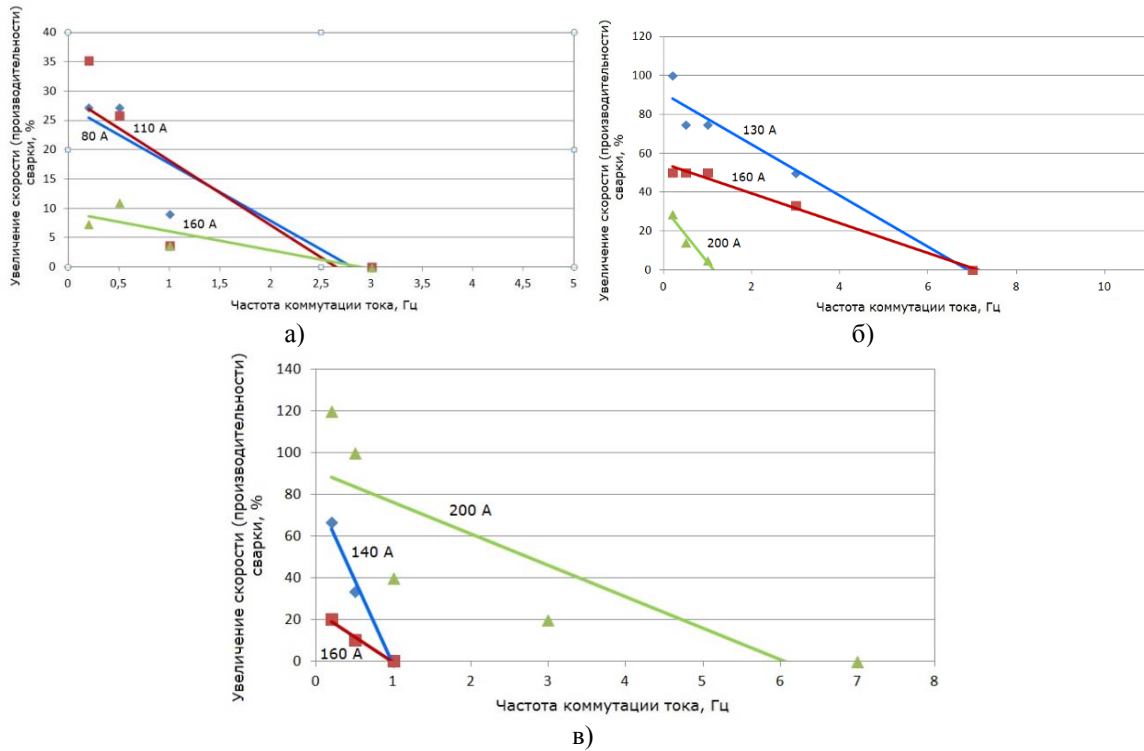 Увеличение скорости (производительности)
сварки, %
40
35
30
25
20
15
10
5
0
80 А
110 А
160 А
0
0,5
1
1,5
2
2,5
3
3,5
4
4,5
5
Частота коммутации тока, Гц
а)
Увеличение скорости (производительности)
сварки, %
120
100
80
60
40
20
0
130 А
160 А
200 А
0
2
4
6
8
10
Частота коммутации тока, Гц
б)
Увеличение скорости (производительности)
сварки, %
140
120
100
80
60
40
20
0
200 А
140 А
160 А
0
1
2
3
4
5
6
7
8
Частота коммутации тока, Гц
в)